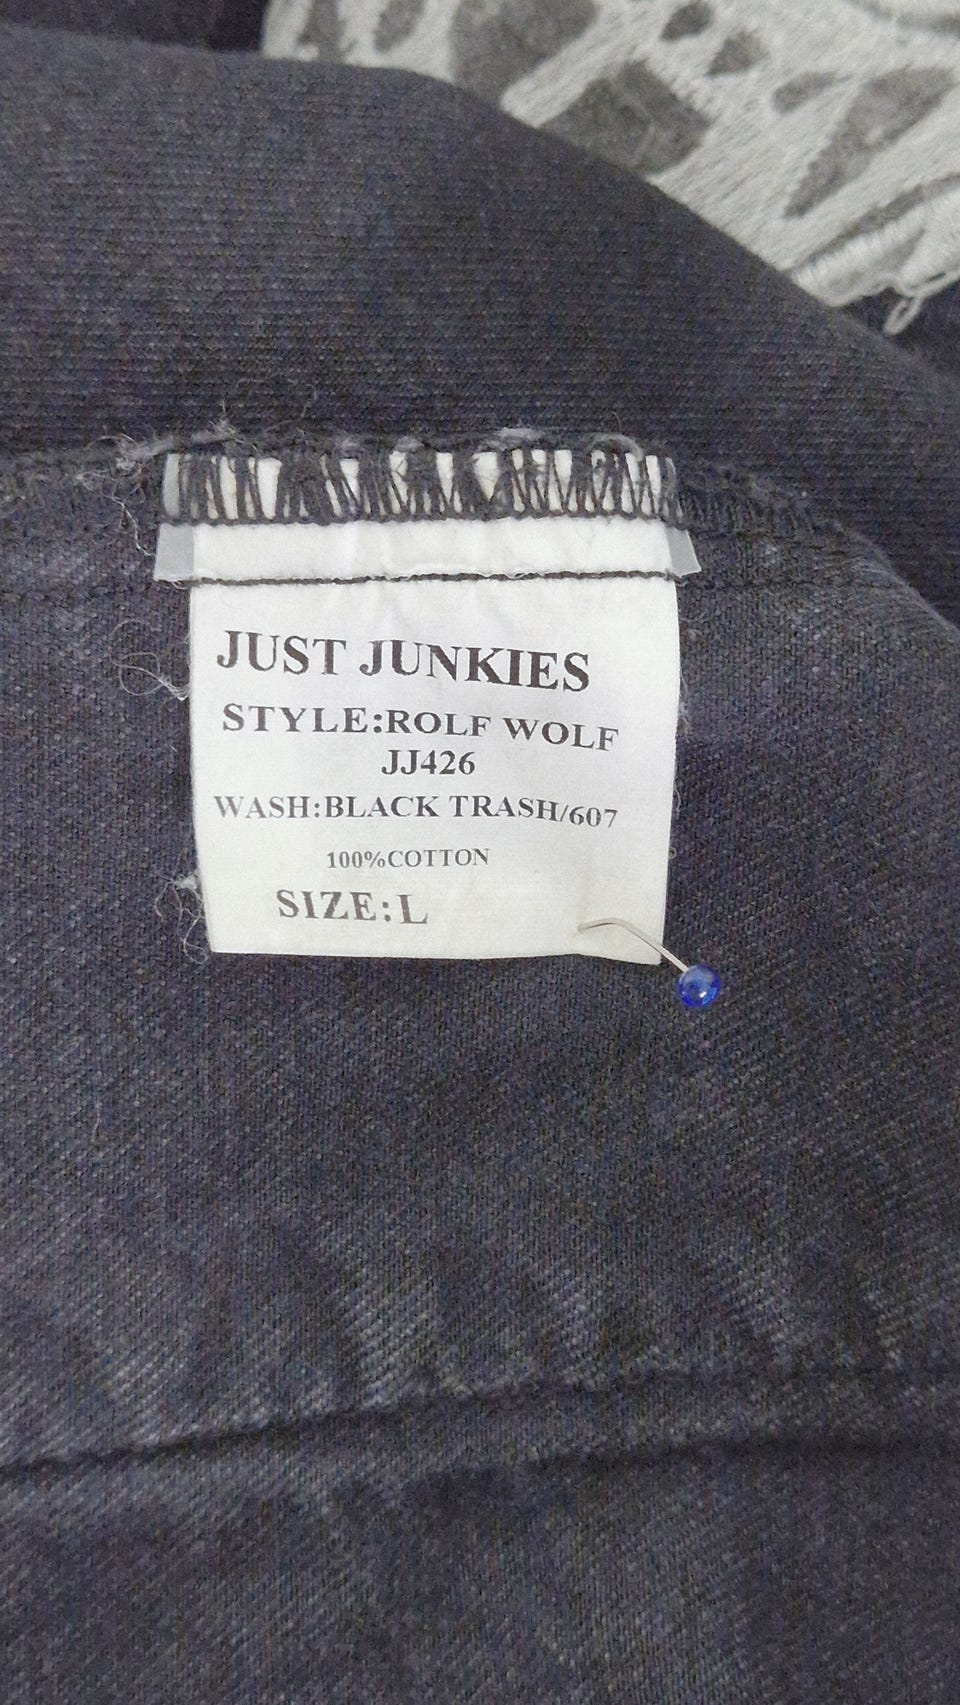 JUST JUNKIES
STYLE:ROLF WOLF
JJ426
WASH:BLACK TRASH/607
100%COTTON
SIZE:L